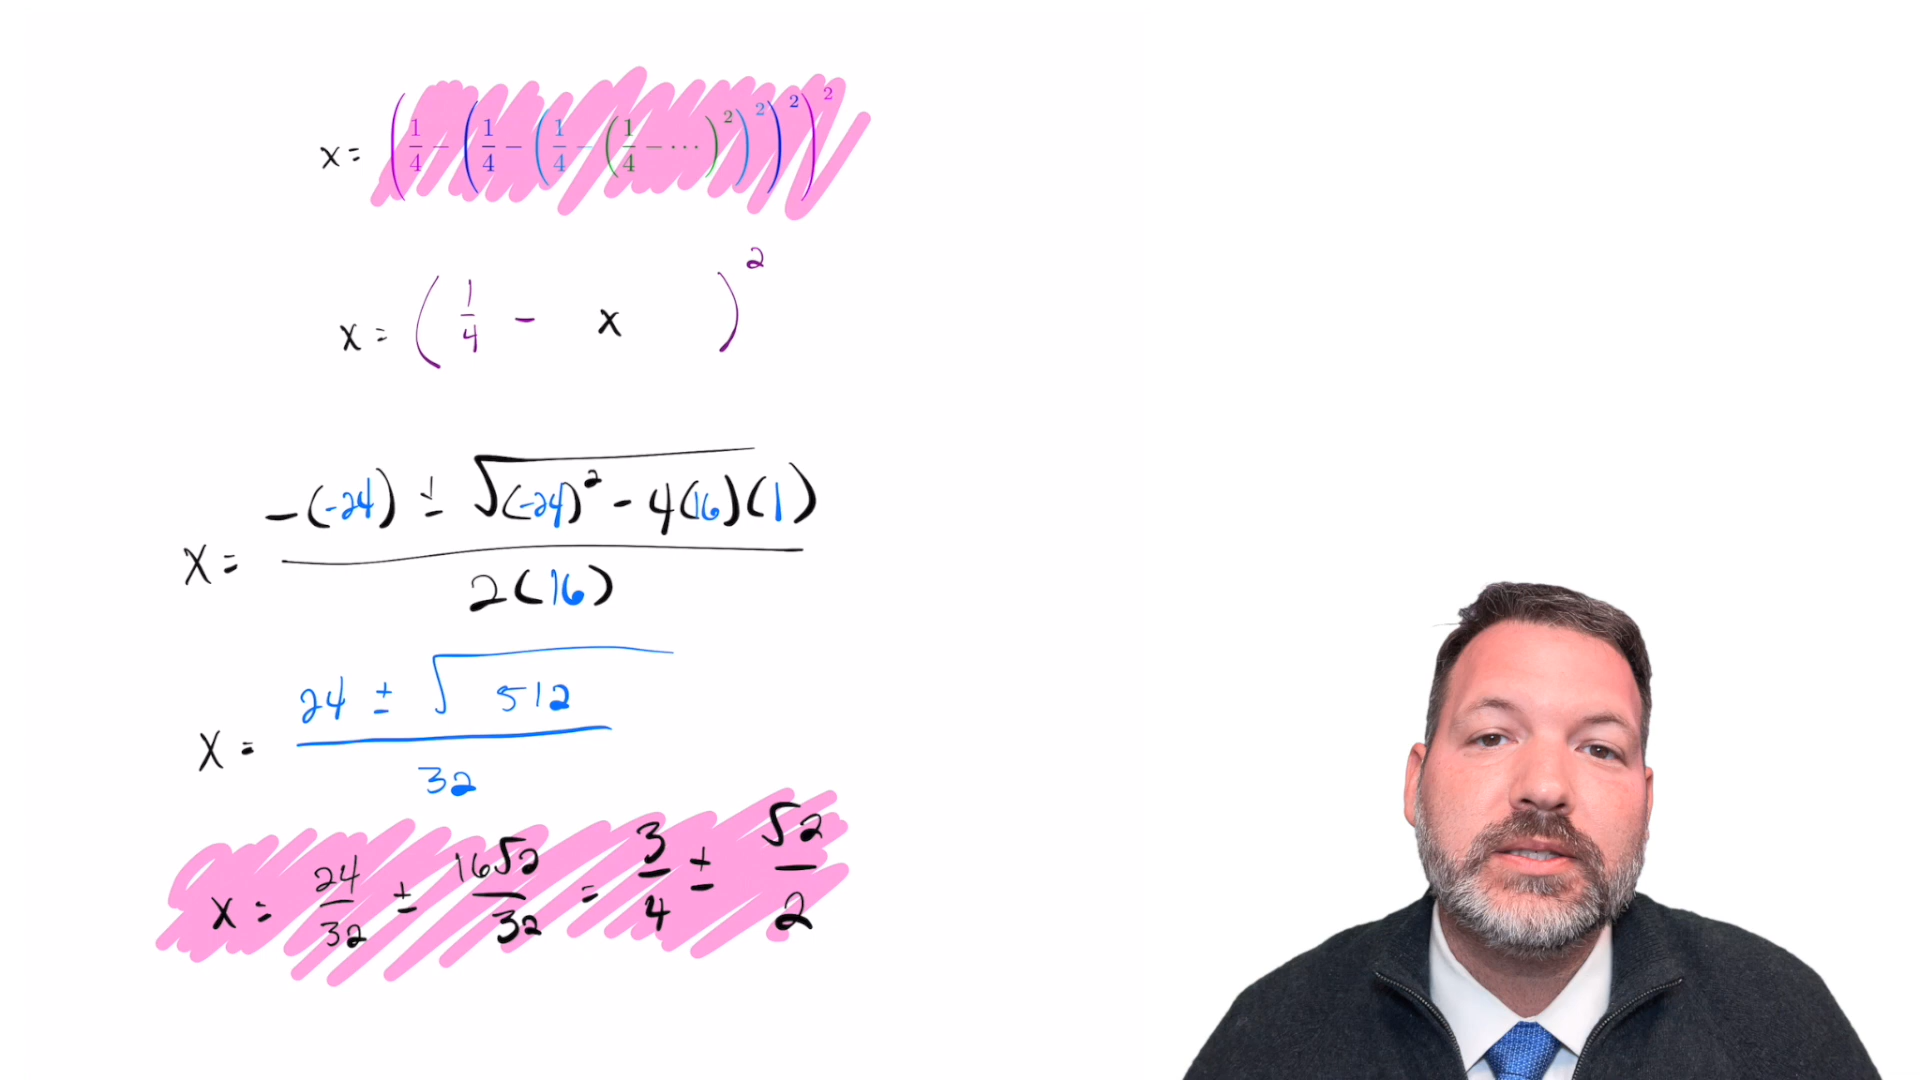 x = (1/4 - (1/4 - (1/4 - (1/4 - ⋯)²)²)²)²
x = (1/4 - x)²
x = (-(-24) ± √((-24)² - 4(16)(1))) / 2(16)
x = (24 ± √512) / 32
x = 24/32 ± 16√2/32 = 3/4 ± √2/2